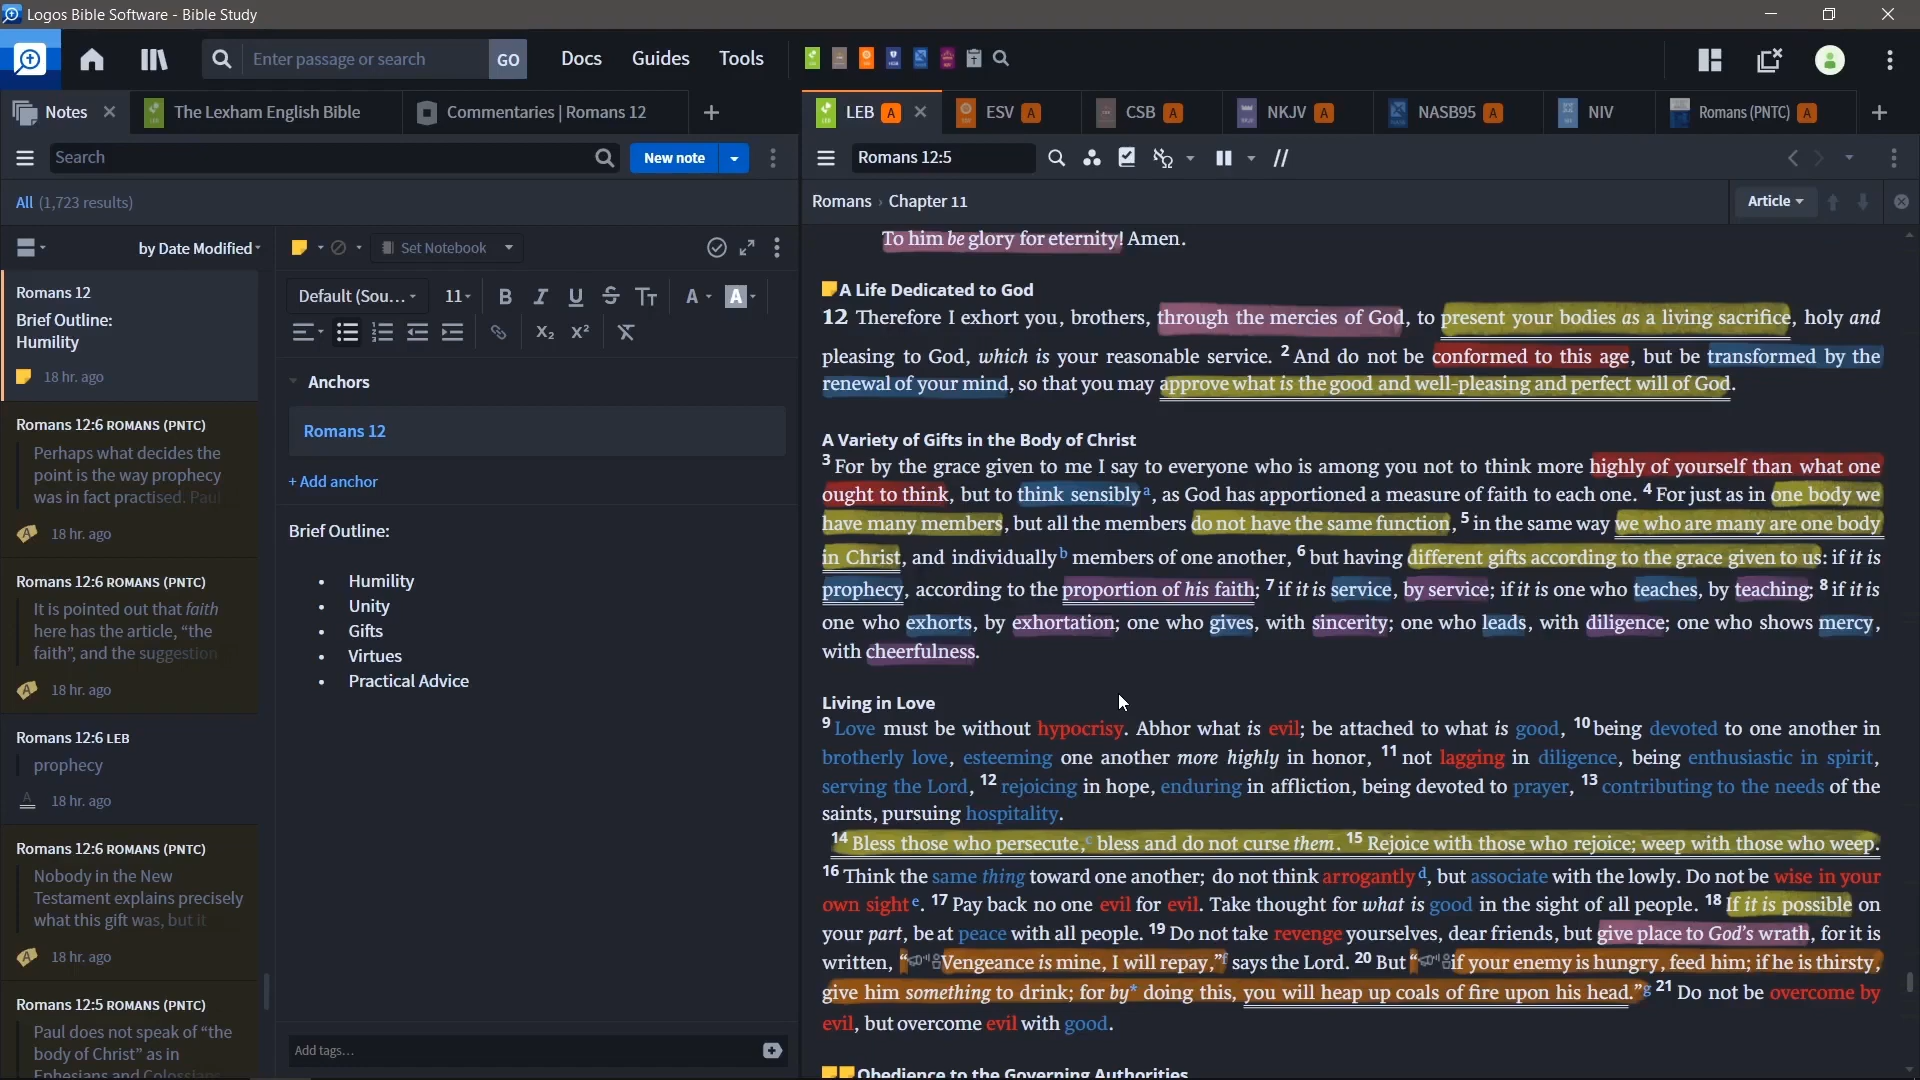 Logos Bible Software - Bible Study
Enter passage or search
GO
Docs
Guides
Tools
Notes
The Lexham English Bible
Commentaries | Romans 12
LEB A
ESV A
CSB A
NKJV A
NASB95 A
NIV
Romans (PNTC) A
Search
New note
Romans 12:5
All (1,723 results)
Romans › Chapter 11
Article
by Date Modified
Set Notebook
Default (Sou...
11
Romans 12
Brief Outline:
Humility
18 hr. ago
Romans 12:6 ROMANS (PNTC)
Perhaps what decides the
point is the way prophecy
was in fact practised. Paul
18 hr. ago
Romans 12:6 ROMANS (PNTC)
It is pointed out that faith
here has the article, “the
faith”, and the suggestion
18 hr. ago
Romans 12:6 LEB
prophecy
18 hr. ago
Romans 12:6 ROMANS (PNTC)
Nobody in the New
Testament explains precisely
what this gift was, but it
18 hr. ago
Romans 12:5 ROMANS (PNTC)
Paul does not speak of “the
body of Christ” as in
Ephesians and Colossians
Anchors
Romans 12
+ Add anchor
Brief Outline:
• Humility
• Unity
• Gifts
• Virtues
• Practical Advice
Add tags...
To him be glory for eternity! Amen.
A Life Dedicated to God
12 Therefore I exhort you, brothers, through the mercies of God, to present your bodies as a living sacrifice, holy and
pleasing to God, which is your reasonable service. 2 And do not be conformed to this age, but be transformed by the
renewal of your mind, so that you may approve what is the good and well-pleasing and perfect will of God.
A Variety of Gifts in the Body of Christ
3 For by the grace given to me I say to everyone who is among you not to think more highly of yourself than what one
ought to think, but to think sensibly a, as God has apportioned a measure of faith to each one. 4 For just as in one body we
have many members, but all the members do not have the same function, 5 in the same way we who are many are one body
in Christ, and individually b members of one another, 6 but having different gifts according to the grace given to us: if it is
prophecy, according to the proportion of his faith; 7 if it is service, by service; if it is one who teaches, by teaching; 8 if it is
one who exhorts, by exhortation; one who gives, with sincerity; one who leads, with diligence; one who shows mercy,
with cheerfulness.
Living in Love
9 Love must be without hypocrisy. Abhor what is evil; be attached to what is good, 10 being devoted to one another in
brotherly love, esteeming one another more highly in honor, 11 not lagging in diligence, being enthusiastic in spirit,
serving the Lord, 12 rejoicing in hope, enduring in affliction, being devoted to prayer, 13 contributing to the needs of the
saints, pursuing hospitality.
14 Bless those who persecute, c bless and do not curse them. 15 Rejoice with those who rejoice; weep with those who weep.
16 Think the same thing toward one another; do not think arrogantly d, but associate with the lowly. Do not be wise in your
own sight e. 17 Pay back no one evil for evil. Take thought for what is good in the sight of all people. 18 If it is possible on
your part, be at peace with all people. 19 Do not take revenge yourselves, dear friends, but give place to God’s wrath, for it is
written, “Vengeance is mine, I will repay,” f says the Lord. 20 But “if your enemy is hungry, feed him; if he is thirsty,
give him something to drink; for by* doing this, you will heap up coals of fire upon his head.” g 21 Do not be overcome by
evil, but overcome evil with good.
Obedience to the Governing Authorities